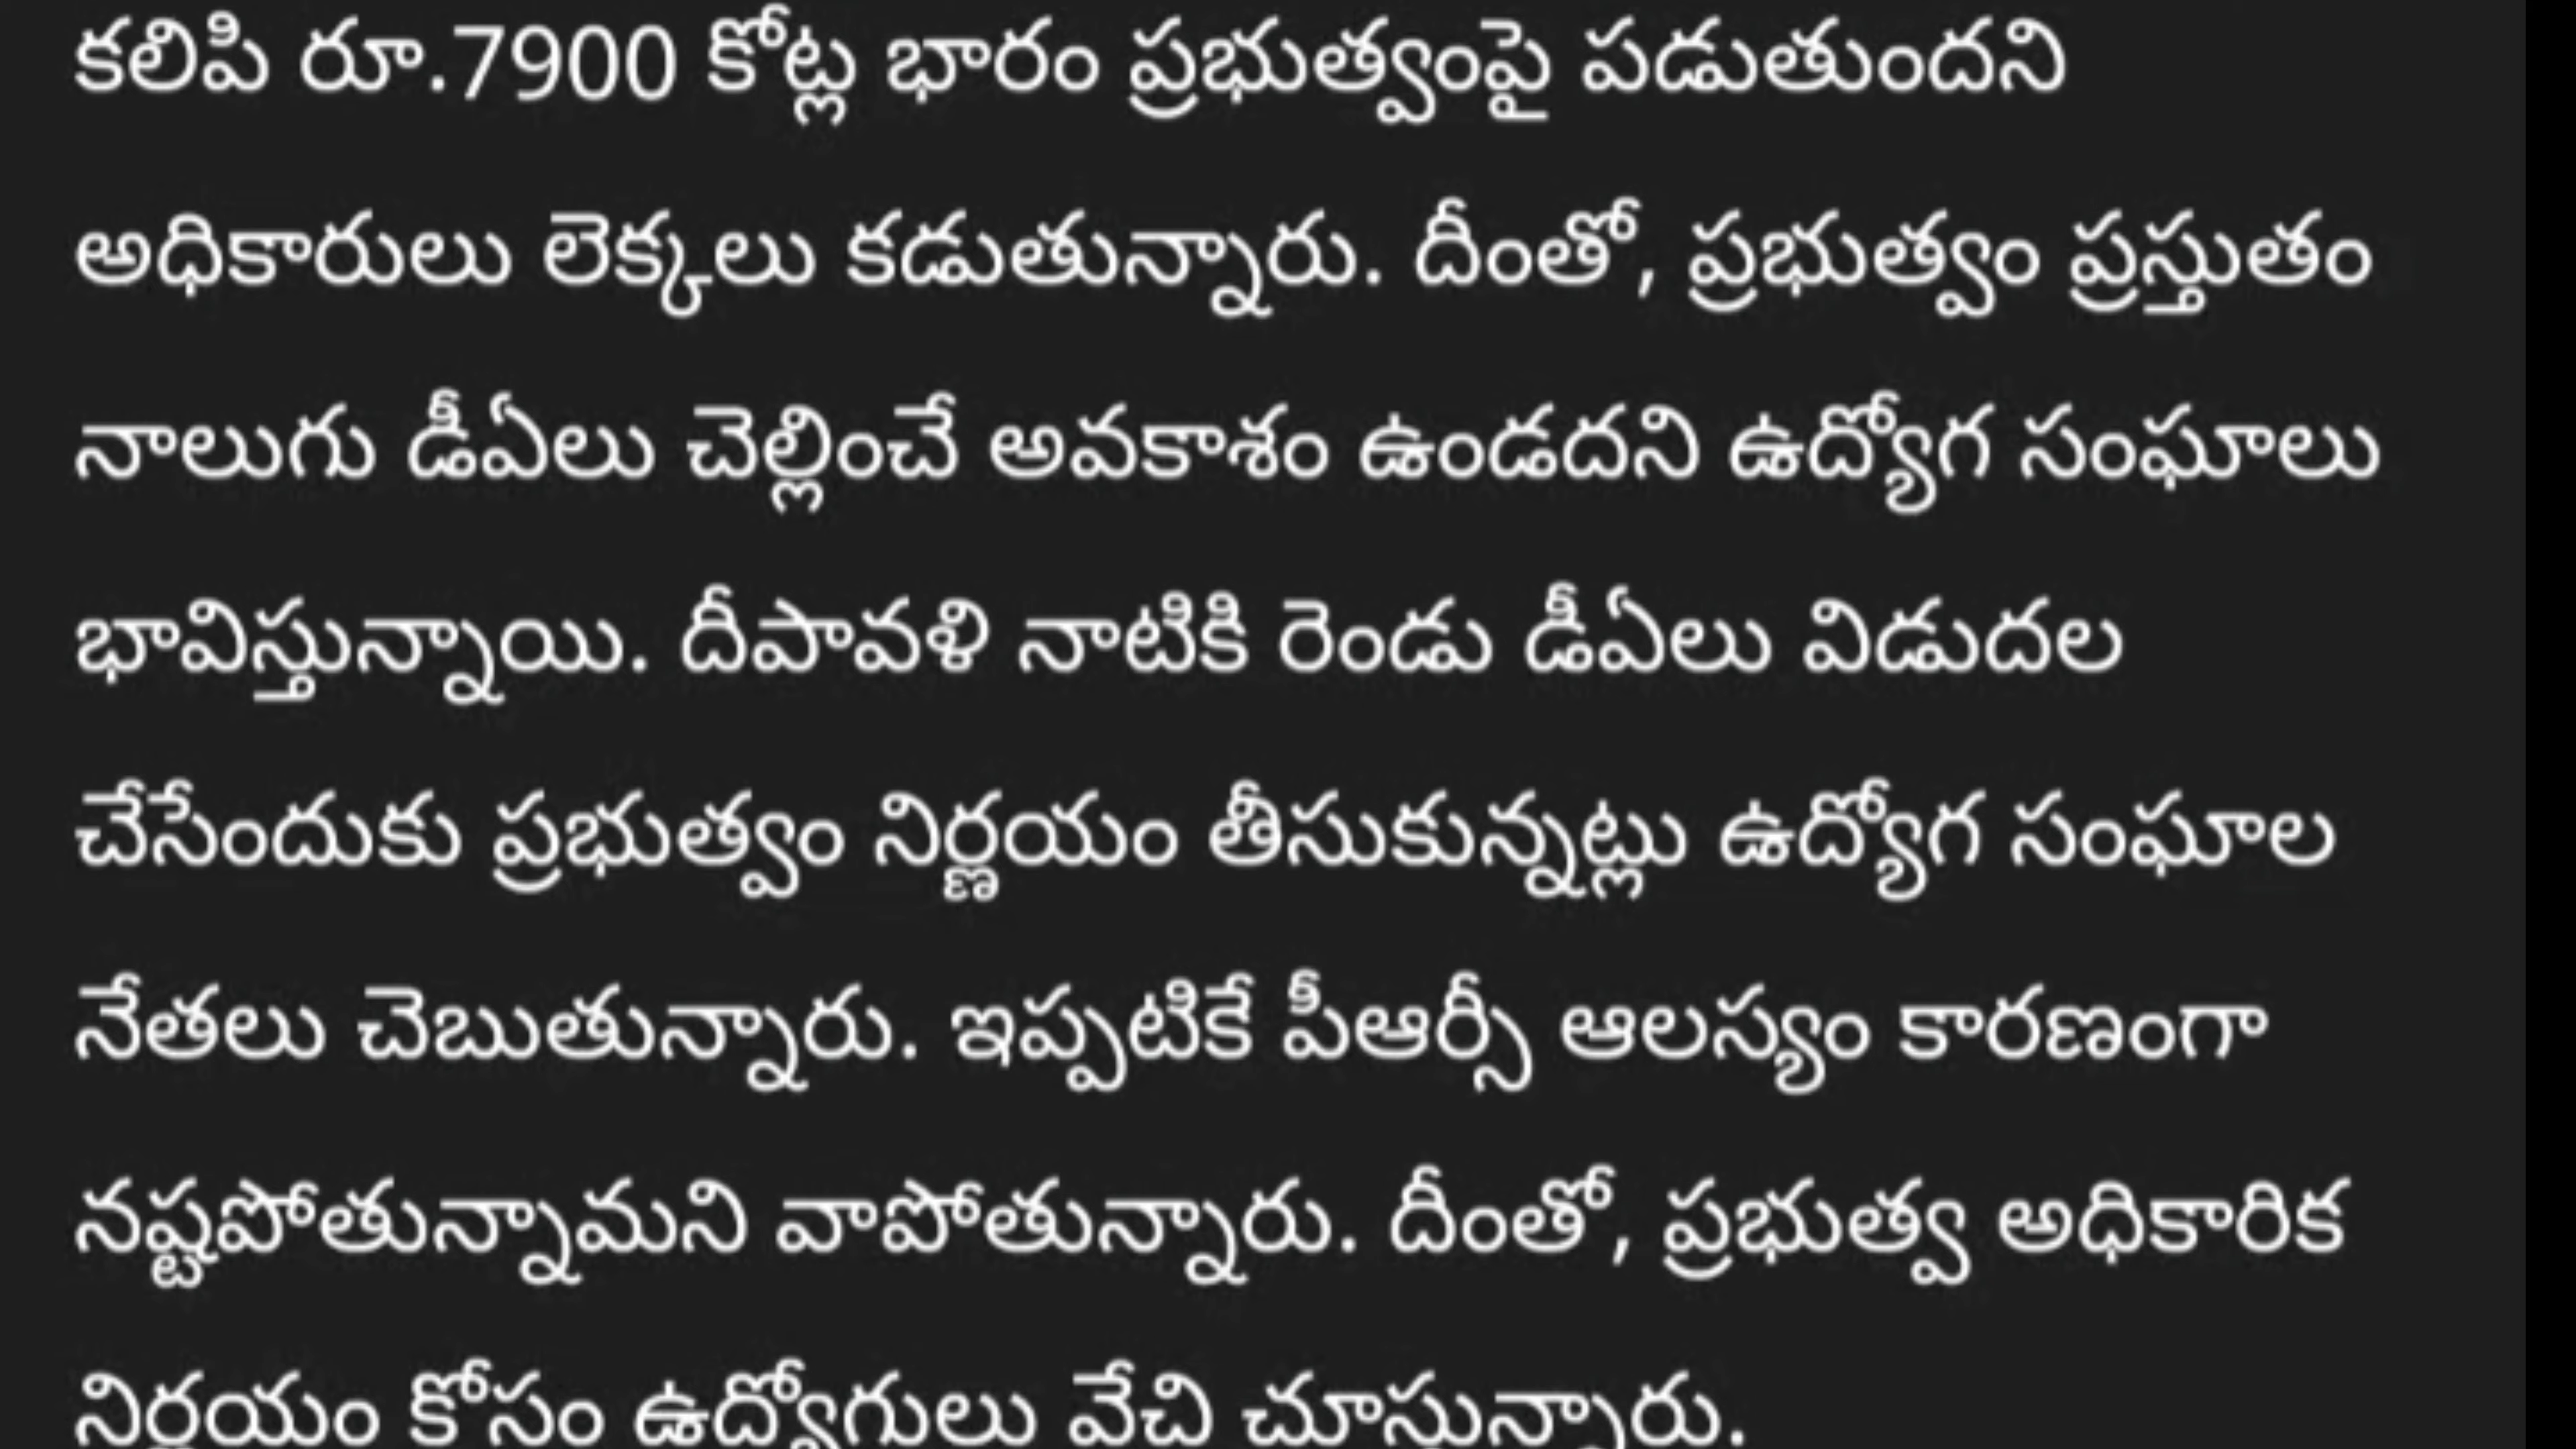 కలిపి రూ.7900 కోట్ల భారం ప్రభుత్వంపై పడుతుందని
అధికారులు లెక్కలు కడుతున్నారు. దీంతో, ప్రభుత్వం ప్రస్తుతం
నాలుగు డీఏలు చెల్లించే అవకాశం ఉండదని ఉద్యోగ సంఘాలు
భావిస్తున్నాయి. దీపావళి నాటికి రెండు డీఏలు విడుదల
చేసేందుకు ప్రభుత్వం నిర్ణయం తీసుకున్నట్లు ఉద్యోగ సంఘాల
నేతలు చెబుతున్నారు. ఇప్పటికే పీఆర్సీ ఆలస్యం కారణంగా
నష్టపోతున్నామని వాపోతున్నారు. దీంతో, ప్రభుత్వ అధికారిక
నిర్ణయం కోసం ఉద్యోగులు వేచి చూస్తున్నారు.